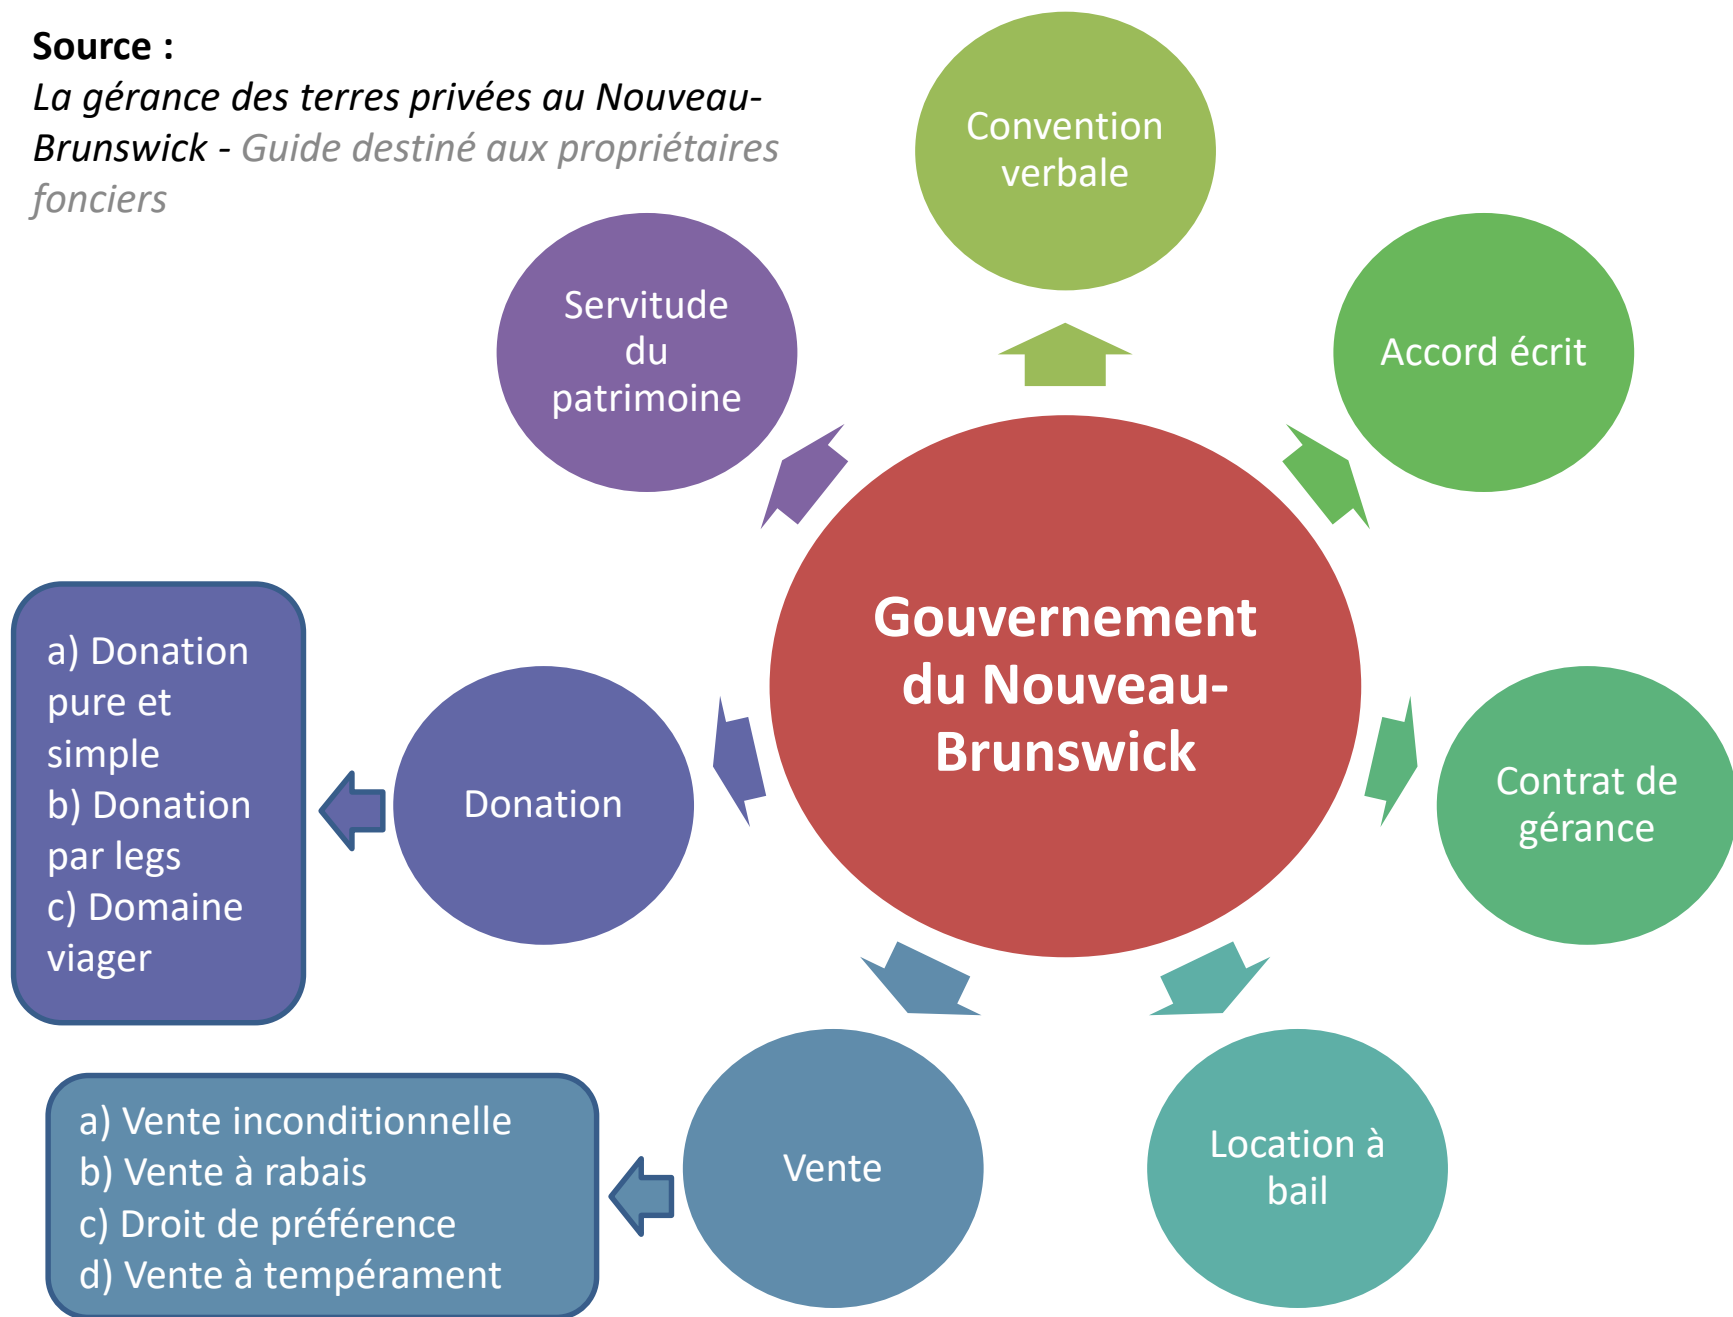 Source :
La gérance des terres privées au Nouveau-
Brunswick - Guide destiné aux propriétaires
fonciers
Convention
verbale
Accord écrit
Contrat de
gérance
Location à
bail
Vente
a) Vente inconditionnelle
b) Vente à rabais
c) Droit de préférence
d) Vente à tempérament
Donation
a) Donation
pure et
simple
b) Donation
par legs
c) Domaine
viager
Servitude
du
patrimoine
Gouvernement
du Nouveau-
Brunswick